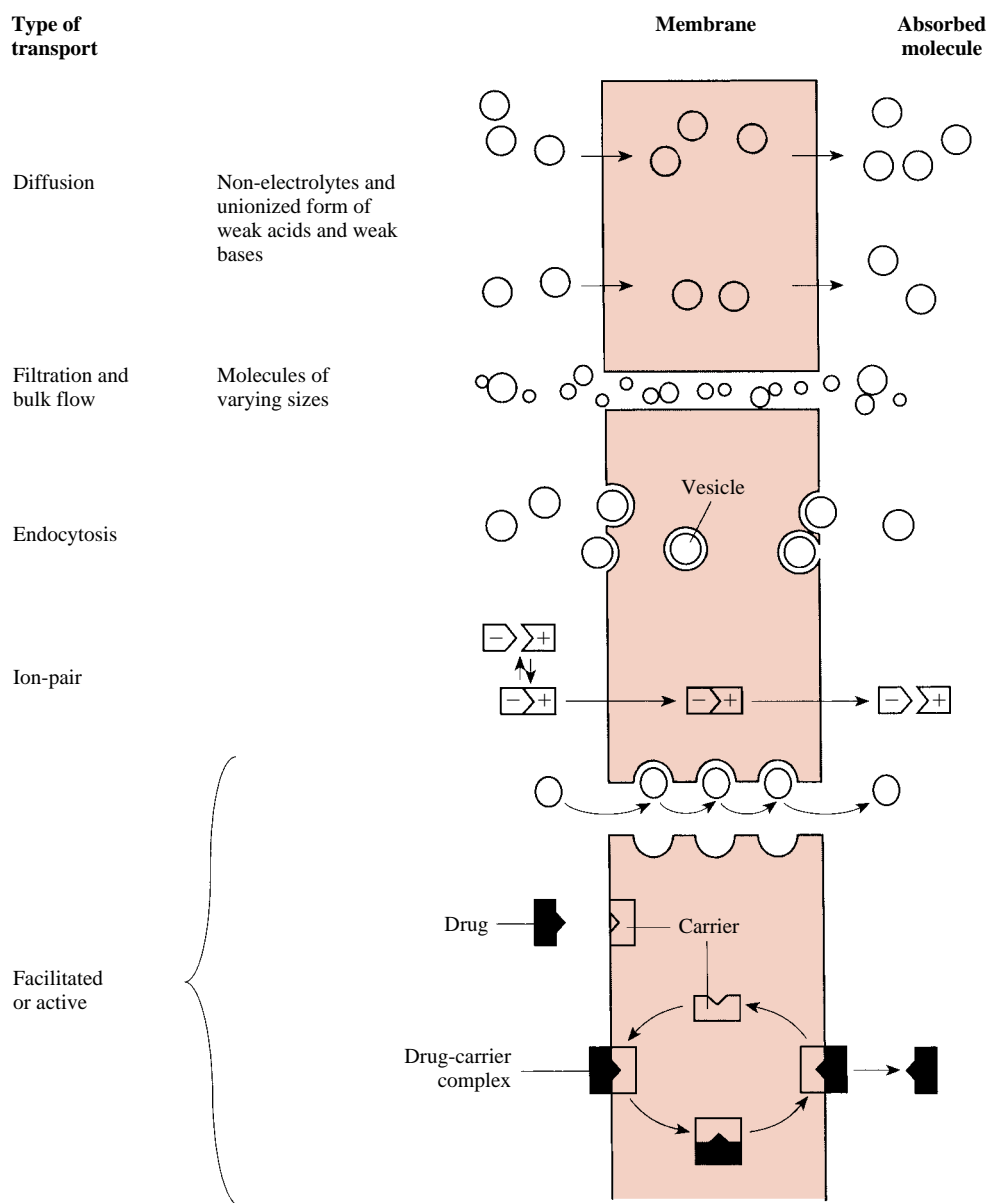 Type of
transport
Membrane
Absorbed
molecule
Diffusion
Non-electrolytes and
unionized form of
weak acids and weak
bases
Filtration and
bulk flow
Molecules of
varying sizes
Endocytosis
Vesicle
Ion-pair
− +
− +
− +
− +
Facilitated
or active
Drug
Carrier
Drug-carrier
complex